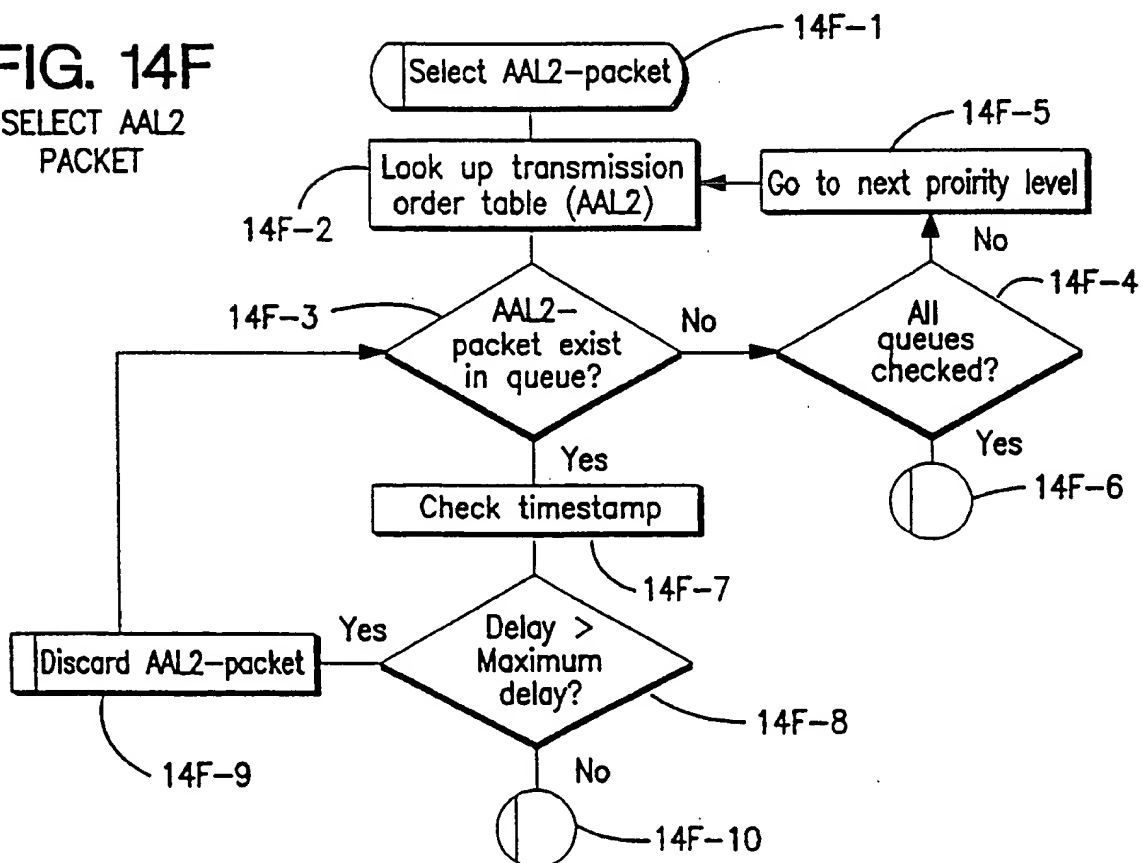 FIG. 14F
SELECT AAL2
PACKET
14F-1
Select AAL2-packet
14F-5
Look up transmission
order table (AAL2)
Go to next proirity level
14F-2
No
14F-4
14F-3
AAL2-
packet exist
in queue?
No
All
queues
checked?
Yes
Yes
14F-6
Check timestamp
14F-7
Yes
Delay >
Maximum
delay?
Discard AAL2-packet
14F-8
14F-9
No
14F-10